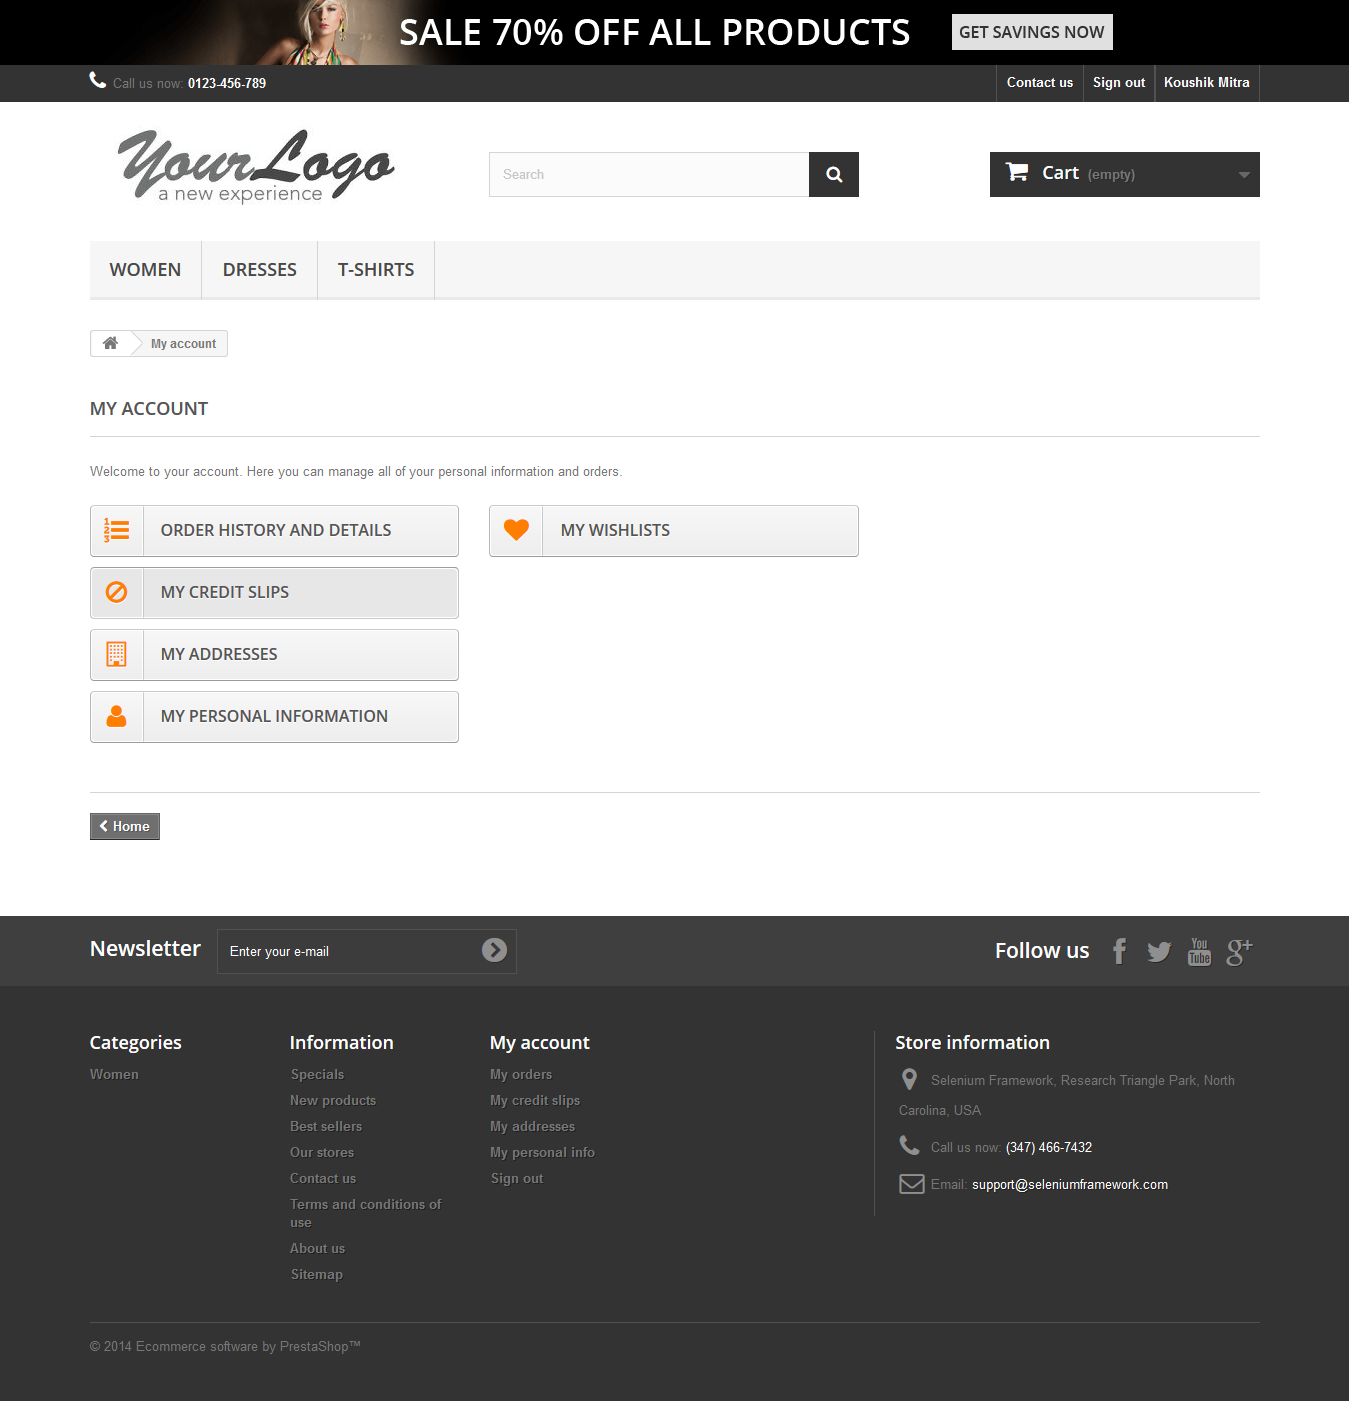 SALE 70% OFF ALL PRODUCTS GET SAVINGS NOW
Call us now: 0123-456-789 Contact us Sign out Koushik Mitra
YourLogo
a new experience
Search
Cart (empty)
WOMEN DRESSES T-SHIRTS
My account
MY ACCOUNT
Welcome to your account. Here you can manage all of your personal information and orders.
1 2 3 ORDER HISTORY AND DETAILS MY WISHLISTS
MY CREDIT SLIPS
MY ADDRESSES
MY PERSONAL INFORMATION
Home
Newsletter Enter your e-mail Follow us You Tube
Categories
Women
Information
Specials
New products
Best sellers
Our stores
Contact us
Terms and conditions of
use
About us
Sitemap
My account
My orders
My credit slips
My addresses
My personal info
Sign out
Store information
Selenium Framework, Research Triangle Park, North
Carolina, USA
Call us now: (347) 466-7432
Email: support@seleniumframework.com
© 2014 Ecommerce software by PrestaShop™